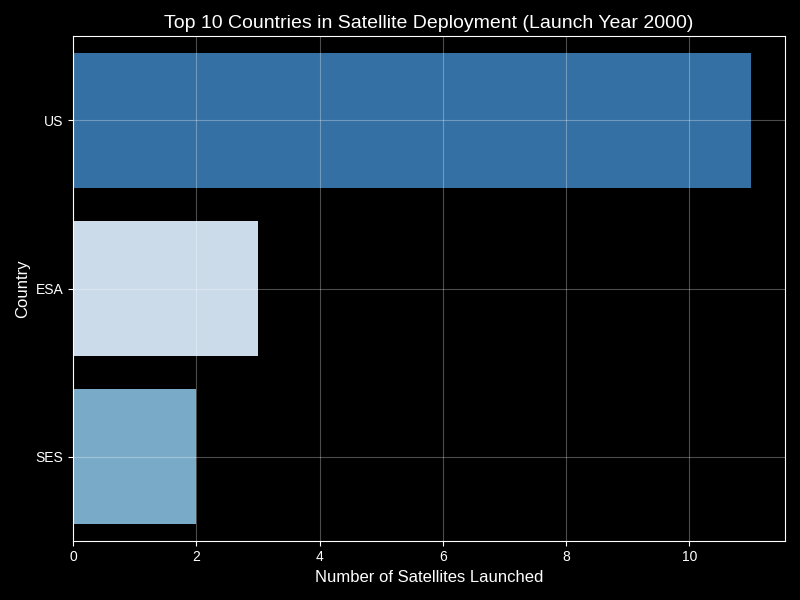 Top 10 Countries in Satellite Deployment (Launch Year 2000)
Country
US
ESA
SES
0 2 4 6 8 10
Number of Satellites Launched